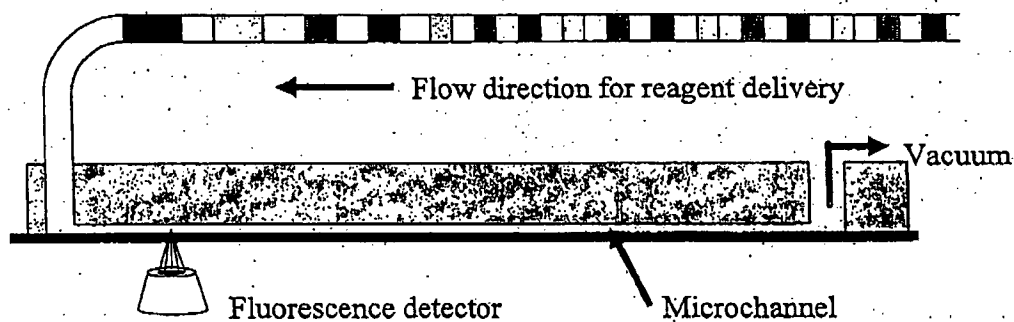 Flow direction for reagent delivery
Vacuum
Fluorescence detector
Microchannel